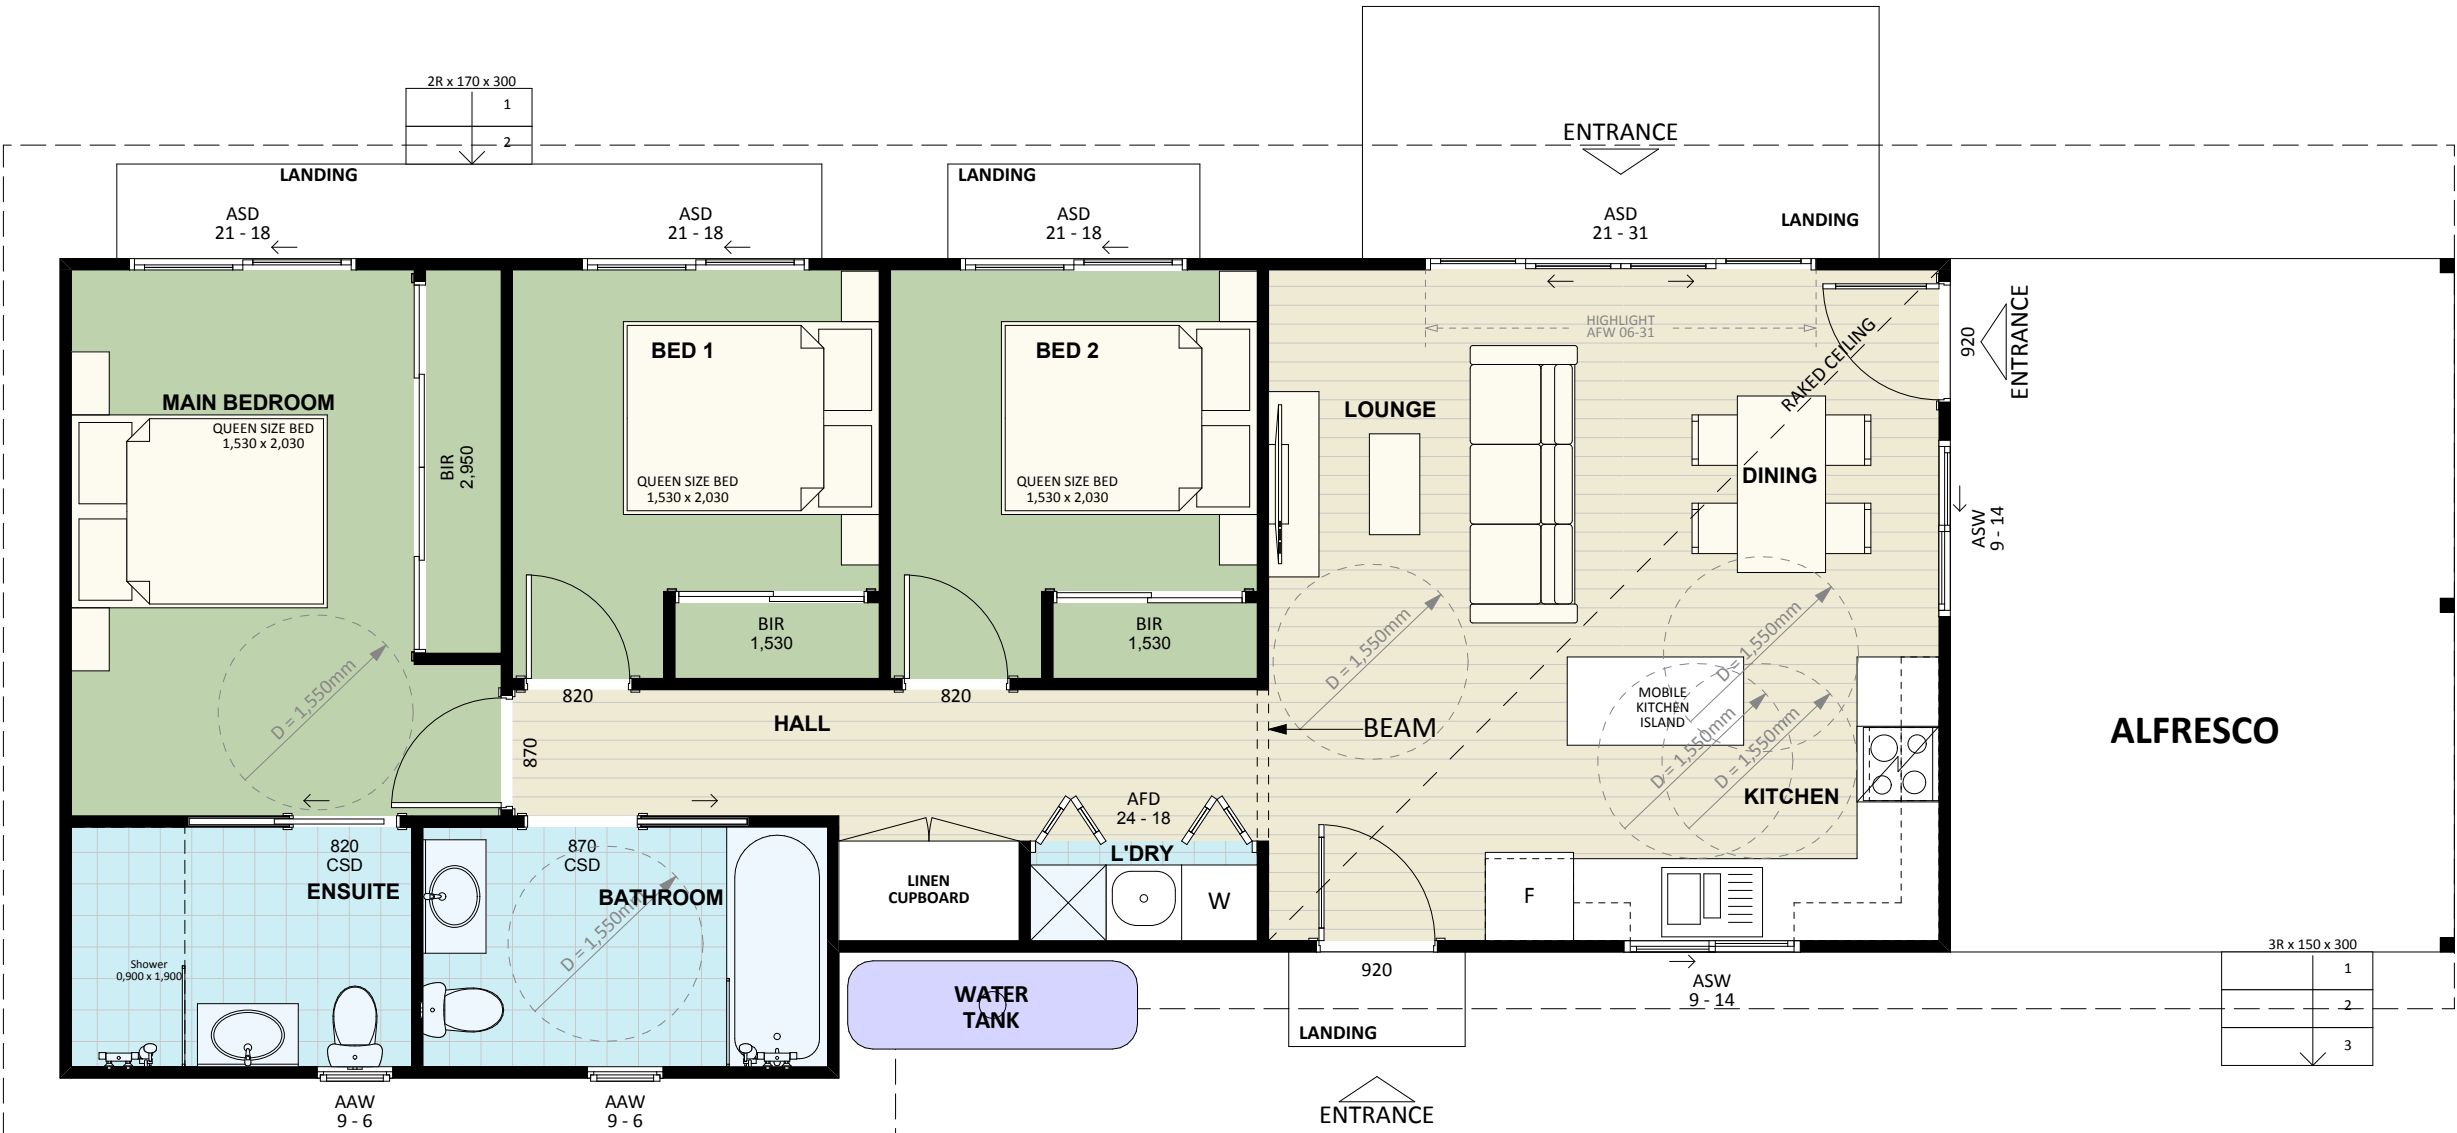 2R x 170 x 300
1
2
ENTRANCE
LANDING
LANDING
LANDING
ASD
21 - 18
ASD
21 - 18
ASD
21 - 18
ASD
21 - 31
HIGHLIGHT
AFW 06-31
RAKED CEILING
920
ENTRANCE
MAIN BEDROOM
QUEEN SIZE BED
1,530 x 2,030
BIR
2,950
BED 1
QUEEN SIZE BED
1,530 x 2,030
BED 2
QUEEN SIZE BED
1,530 x 2,030
LOUNGE
DINING
ASW
9 - 14
BIR
1,530
BIR
1,530
D = 1,550mm
D = 1,550mm
D = 1,550mm
D = 1,550mm
D = 1,550mm
MOBILE
KITCHEN
ISLAND
820
820
HALL
870
BEAM
ALFRESCO
KITCHEN
AFD
24 - 18
820
CSD
ENSUITE
870
CSD
BATHROOM
D = 1,550mm
LINEN
CUPBOARD
L'DRY
W
F
Shower
0,900 x 1,900
WATER
TANK
920
LANDING
ASW
9 - 14
3R x 150 x 300
1
2
3
AAW
9 - 6
AAW
9 - 6
ENTRANCE